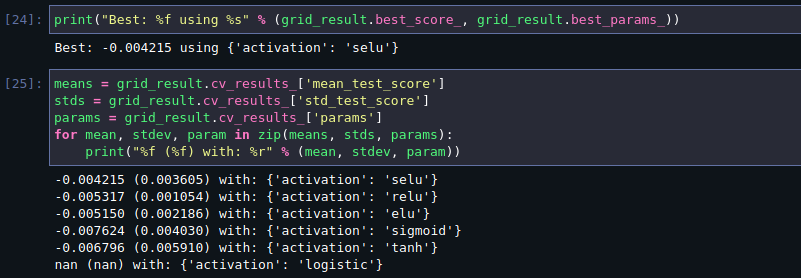 [24]: print("Best: %f using %s" % (grid_result.best_score_, grid_result.best_params_))
Best: -0.004215 using {'activation': 'selu'}
[25]: means = grid_result.cv_results_['mean_test_score']
stds = grid_result.cv_results_['std_test_score']
params = grid_result.cv_results_['params']
for mean, stdev, param in zip(means, stds, params):
    print("%f (%f) with: %r" % (mean, stdev, param))
-0.004215 (0.003605) with: {'activation': 'selu'}
-0.005317 (0.001054) with: {'activation': 'relu'}
-0.005150 (0.002186) with: {'activation': 'elu'}
-0.007624 (0.004030) with: {'activation': 'sigmoid'}
-0.006796 (0.005910) with: {'activation': 'tanh'}
nan (nan) with: {'activation': 'logistic'}